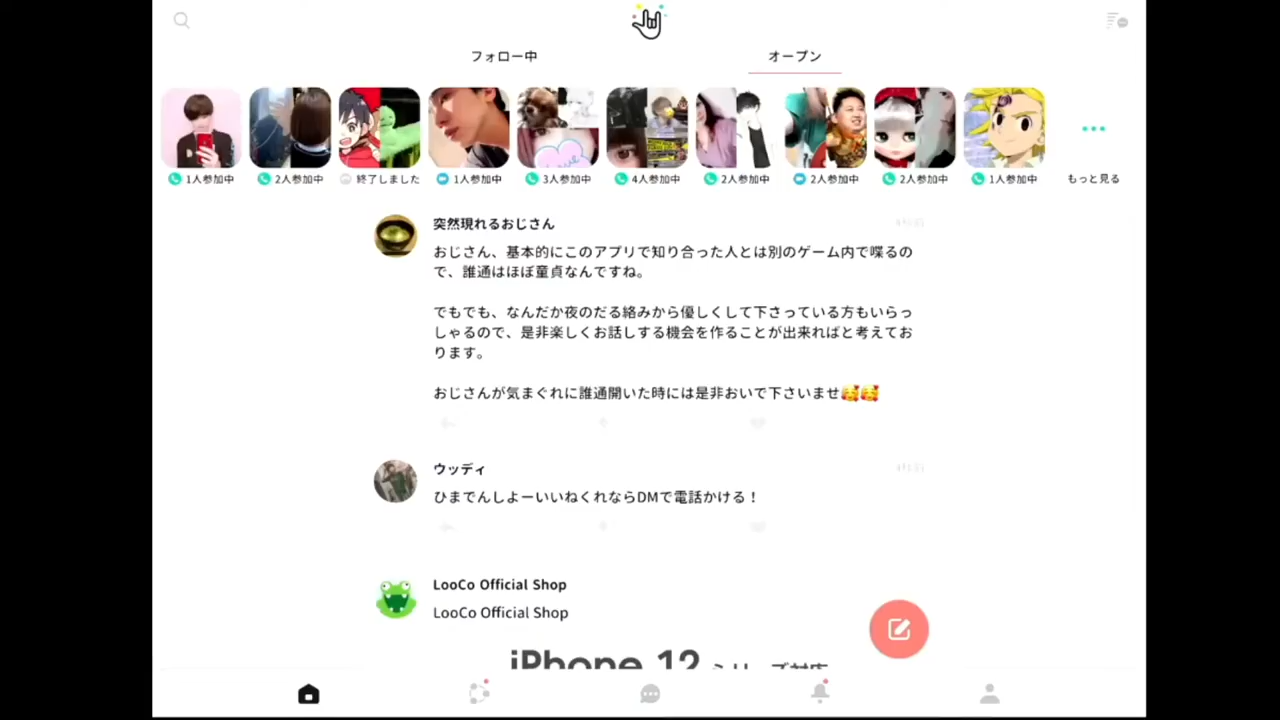 フォロー中
オープン
1人参加中
2人参加中
終了しました
1人参加中
3人参加中
4人参加中
2人参加中
2人参加中
2人参加中
1人参加中
もっと見る
突然現れるおじさん
おじさん、基本的にこのアプリで知り合った人とは別のゲーム内で喋るの
で、誰通はほぼ童貞なんですね。
でもでも、なんだか夜のだる絡みから優しくして下さっている方もいらっ
しゃるので、是非楽しくお話しする機会を作ることが出来ればと考えてお
ります。
おじさんが気まぐれに誰通開いた時には是非おいで下さいませ🥰🥰
ウッディ
ひまでんしよーいいねくれならDMで電話かける！
LooCo Official Shop
LooCo Official Shop
iPhone 12 シリーズ対応